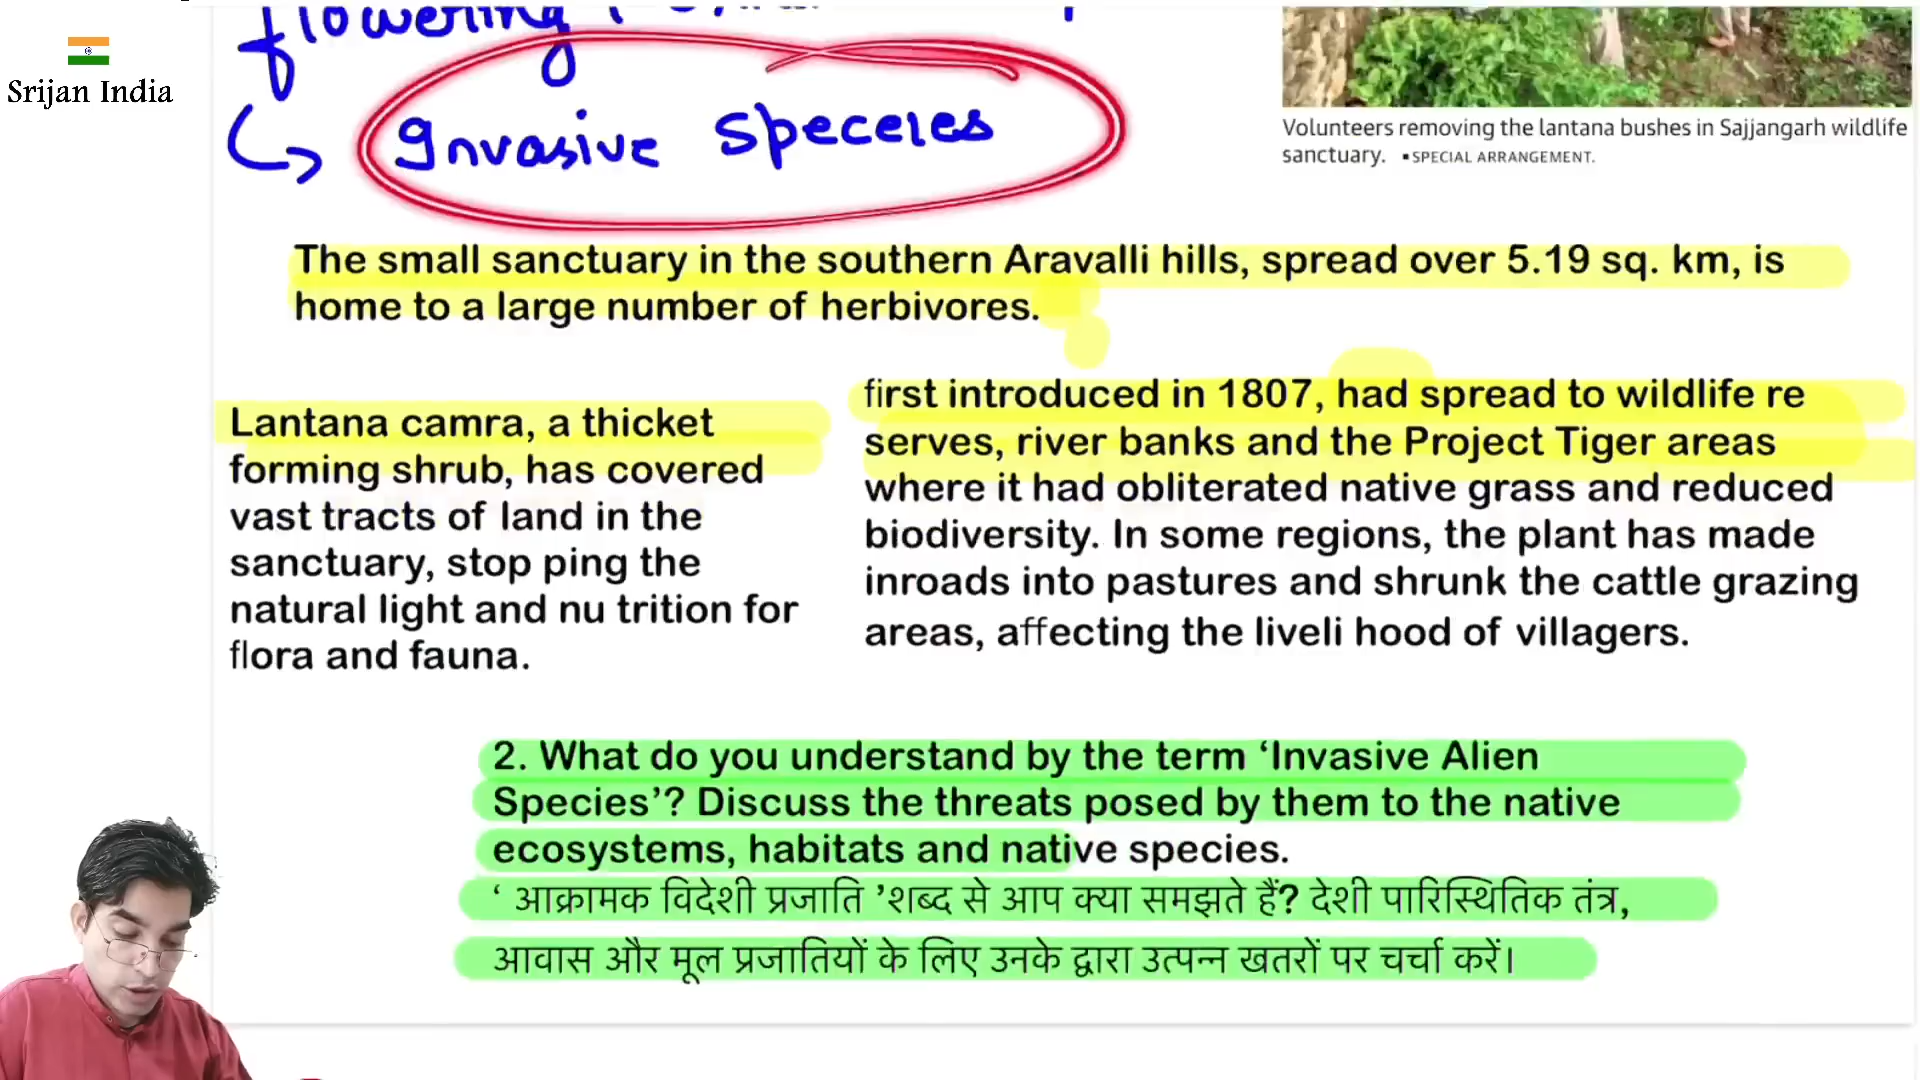 flowering
Srijan India
Invasive speceies
Volunteers removing the lantana bushes in Sajjangarh wildlife
sanctuary. ▪SPECIAL ARRANGEMENT.
The small sanctuary in the southern Aravalli hills, spread over 5.19 sq. km, is
home to a large number of herbivores.
Lantana camra, a thicket
forming shrub, has covered
vast tracts of land in the
sanctuary, stop ping the
natural light and nu trition for
flora and fauna.
first introduced in 1807, had spread to wildlife re
serves, river banks and the Project Tiger areas
where it had obliterated native grass and reduced
biodiversity. In some regions, the plant has made
inroads into pastures and shrunk the cattle grazing
areas, affecting the liveli hood of villagers.
2. What do you understand by the term ‘Invasive Alien
Species’? Discuss the threats posed by them to the native
ecosystems, habitats and native species.
‘ आक्रामक विदेशी प्रजाति ’शब्द से आप क्या समझते हैं? देशी पारिस्थितिक तंत्र,
आवास और मूल प्रजातियों के लिए उनके द्वारा उत्पन्न खतरों पर चर्चा करें।